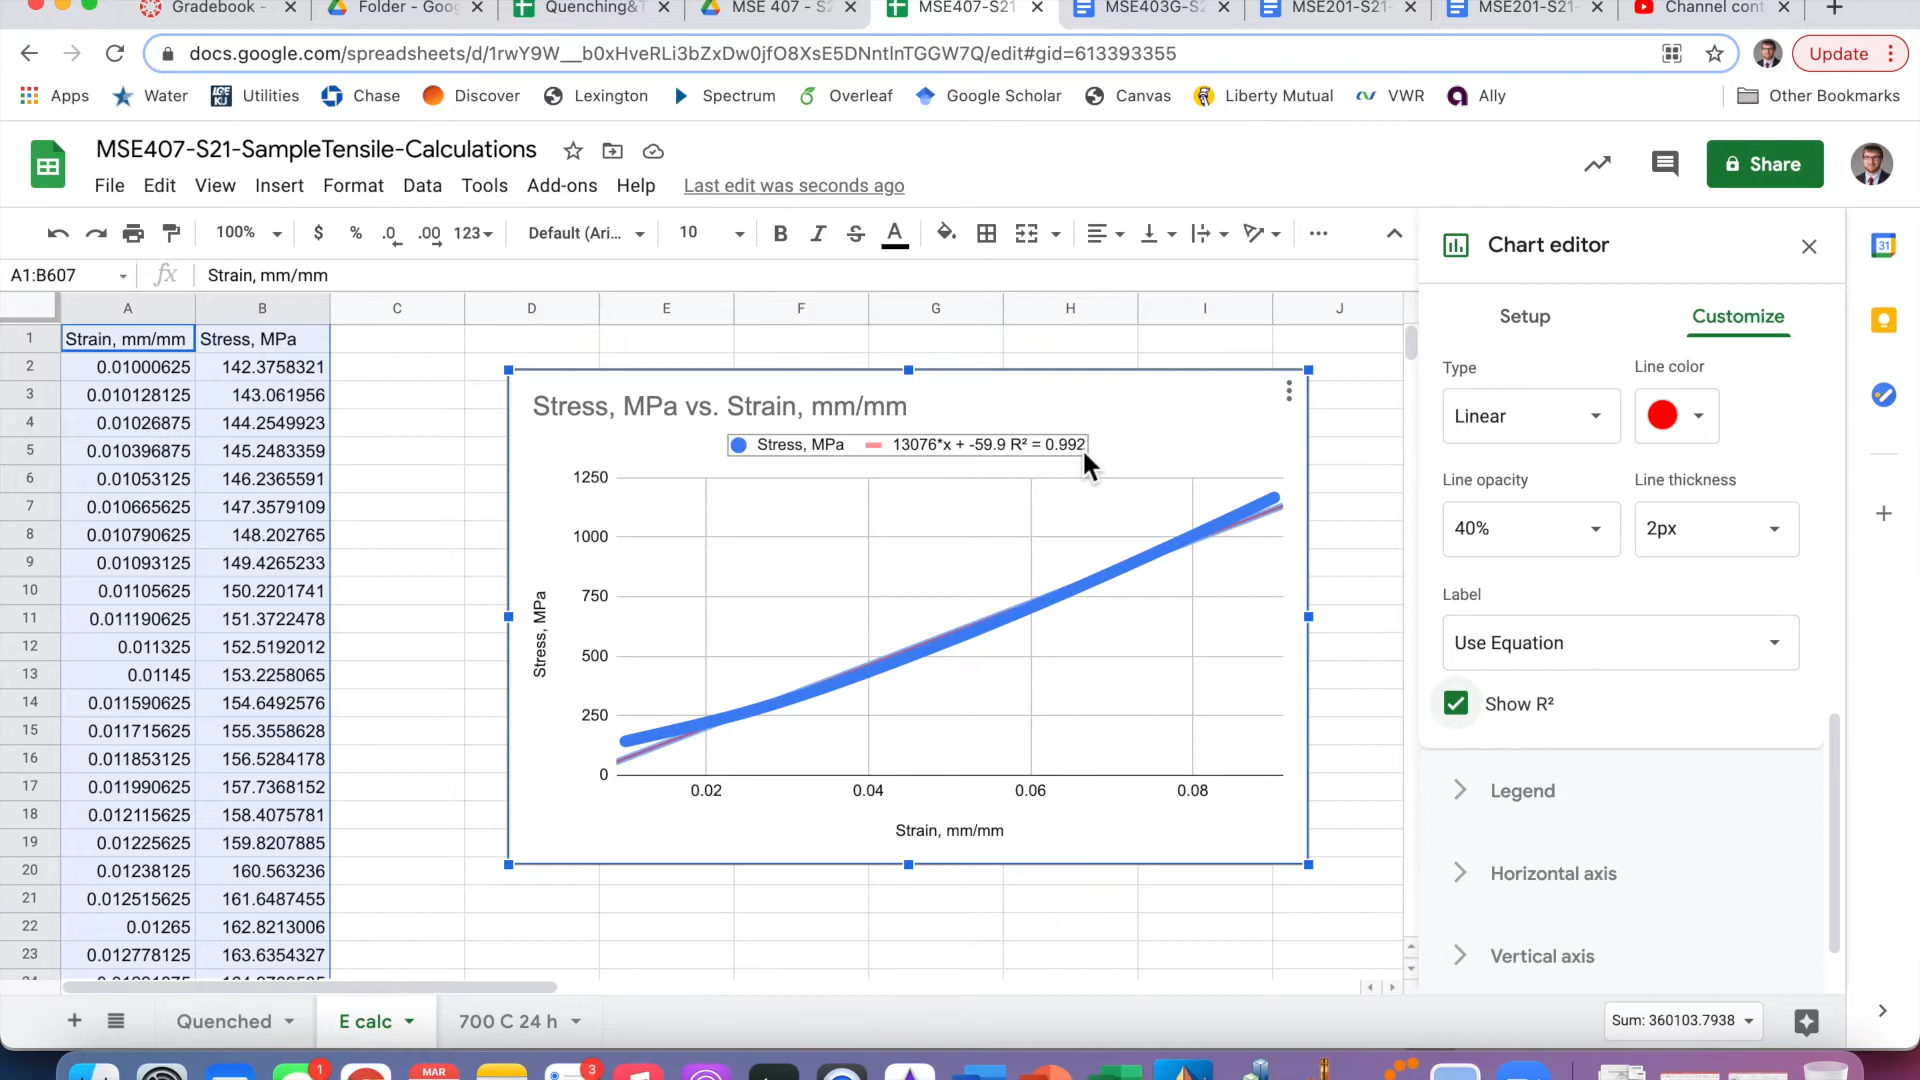 Gradebook -
Folder - Goo
Quenching&T
MSE 407 - S2
MSE407-S21
MSE403G-S2
MSE201-S21-
MSE201-S21-
Channel cont
docs.google.com/spreadsheets/d/1rwY9W__b0xHveRLi3bZxDw0jfO8XsE5DNntlnTGGW7Q/edit#gid=613393355
Update
Apps Water Utilities Chase Discover Lexington Spectrum Overleaf Google Scholar Canvas Liberty Mutual VWR Ally Other Bookmarks
MSE407-S21-SampleTensile-Calculations
Share
File Edit View Insert Format Data Tools Add-ons Help Last edit was seconds ago
100% $ % .0 .00 123 Default (Ari... 10 B I S A
A1:B607 fx Strain, mm/mm
A B C D E F G H I J
1 Strain, mm/mm Stress, MPa
2 0.01000625 142.3758321
3 0.010128125 143.061956
4 0.01026875 144.2549923
5 0.010396875 145.2483359
6 0.01053125 146.2365591
7 0.010665625 147.3579109
8 0.010790625 148.202765
9 0.01093125 149.4265233
10 0.01105625 150.2201741
11 0.011190625 151.3722478
12 0.011325 152.5192012
13 0.01145 153.2258065
14 0.011590625 154.6492576
15 0.011715625 155.3558628
16 0.011853125 156.5284178
17 0.011990625 157.7368152
18 0.012115625 158.4075781
19 0.01225625 159.8207885
20 0.01238125 160.563236
21 0.012515625 161.6487455
22 0.01265 162.8213006
23 0.012778125 163.6354327
Stress, MPa vs. Strain, mm/mm
Stress, MPa 13076*x + -59.9 R² = 0.992
1250
1000
750
500
250
0
Stress, MPa
0.02 0.04 0.06 0.08
Strain, mm/mm
Chart editor
Setup Customize
Type Line color
Linear
Line opacity Line thickness
40% 2px
Label
Use Equation
Show R²
Legend
Horizontal axis
Vertical axis
31
Quenched E calc 700 C 24 h
Sum: 360103.7938
1
MAR
3